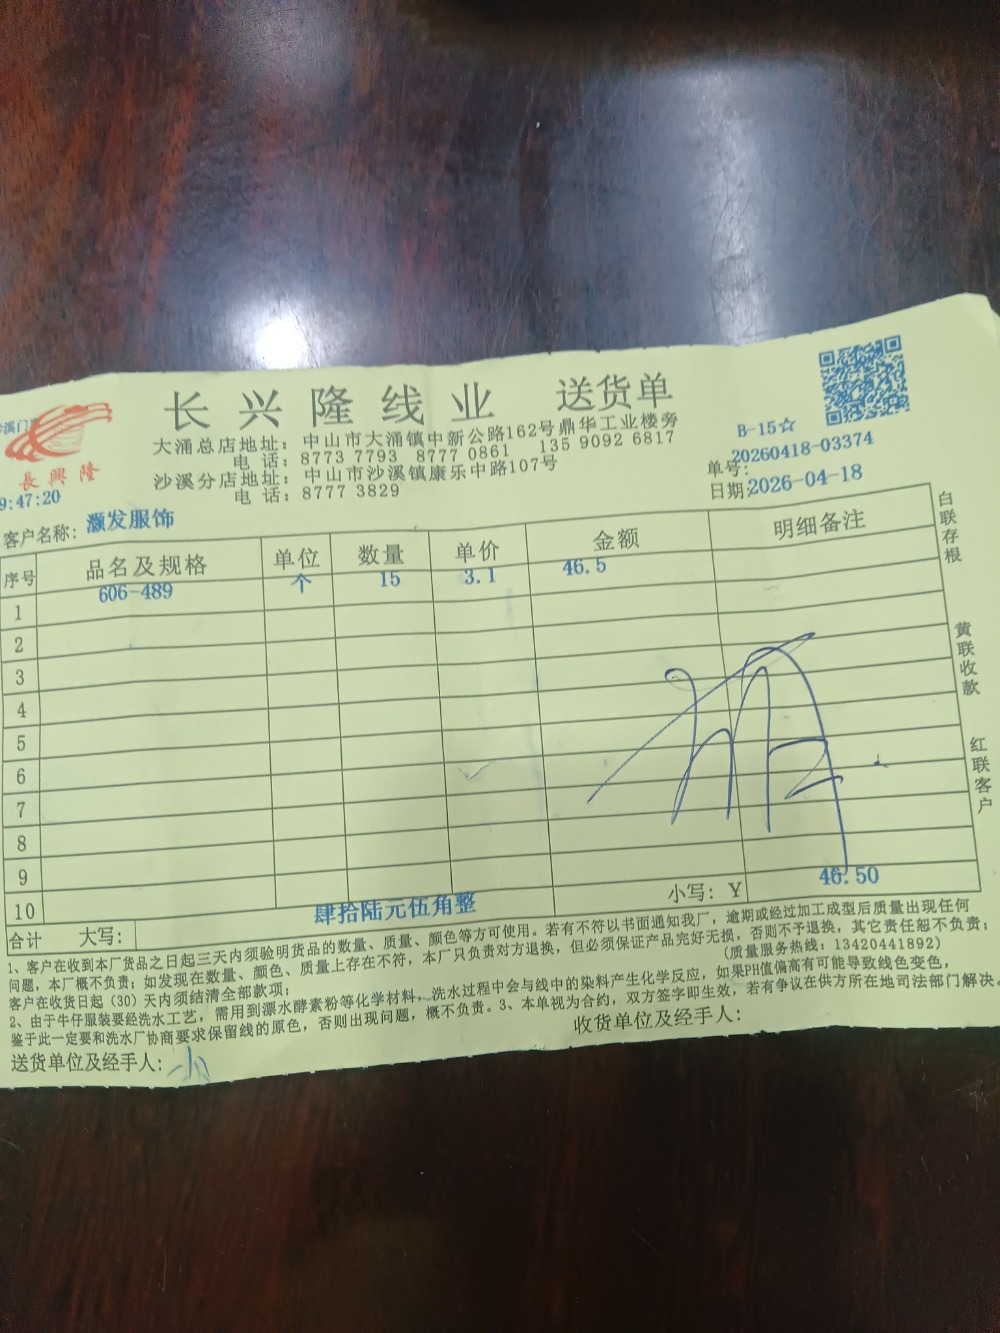 长兴隆线业 送货单
長興隆
大涌总店地址：中山市大涌镇中新公路162号鼎华工业楼旁
电 话：8773 7793 8777 0861 135 9092 6817
沙溪分店地址：中山市沙溪镇康乐中路107号
电 话：8777 3829
B-15☆
单号：20260418-03374
日期：2026-04-18
9:47:20
客户名称：灏发服饰
序号 品名及规格 单位 数量 单价 金额 明细备注
1 606-489 个 15 3.1 46.5
2
3
4
5
6
7
8
9
10
合计 大写：肆拾陆元伍角整 小写：￥ 46.50
白联存根
黄联收款
红联客户
1、客户在收到本厂货品之日起三天内须验明货品的数量、质量、颜色等方可使用。若有不符以书面通知我厂，逾期或经过加工成型后质量出现任何
问题，本厂概不负责；如发现在数量、颜色、质量上存在不符，本厂只负责对方退换，但必须保证产品完好无损，否则不予退换，其它责任恕不负责；
客户在收货日起（30）天内须结清全部款项； (质量服务热线：13420441892)
2、由于牛仔服装要经洗水工艺，需用到漂水酵素粉等化学材料，洗水过程中会与线中的染料产生化学反应，如果PH值偏高有可能导致线色变色，
鉴于此一定要和洗水厂协商要求保留线的原色，否则出现问题，概不负责。3、本单视为合约，双方签字即生效，若有争议在供方所在地司法部门解决。
送货单位及经手人： 收货单位及经手人：